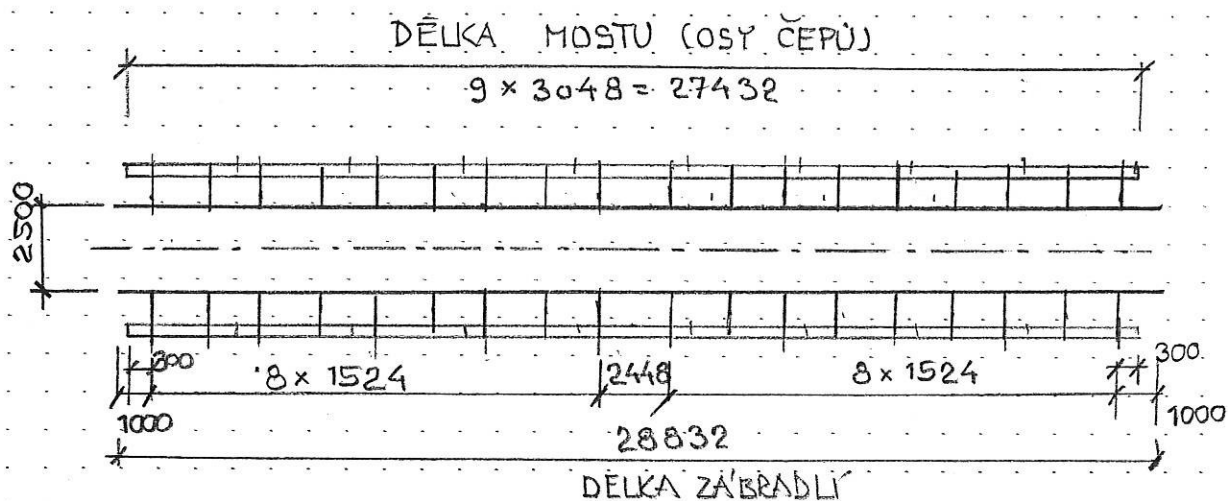 DÉLKA MOSTU (OSY ČEPŮ)
9 × 3048 = 27432
2500
300
8 × 1524
2448
8 × 1524
300
1000
1000
28832
DÉLKA ZÁBRADLÍ